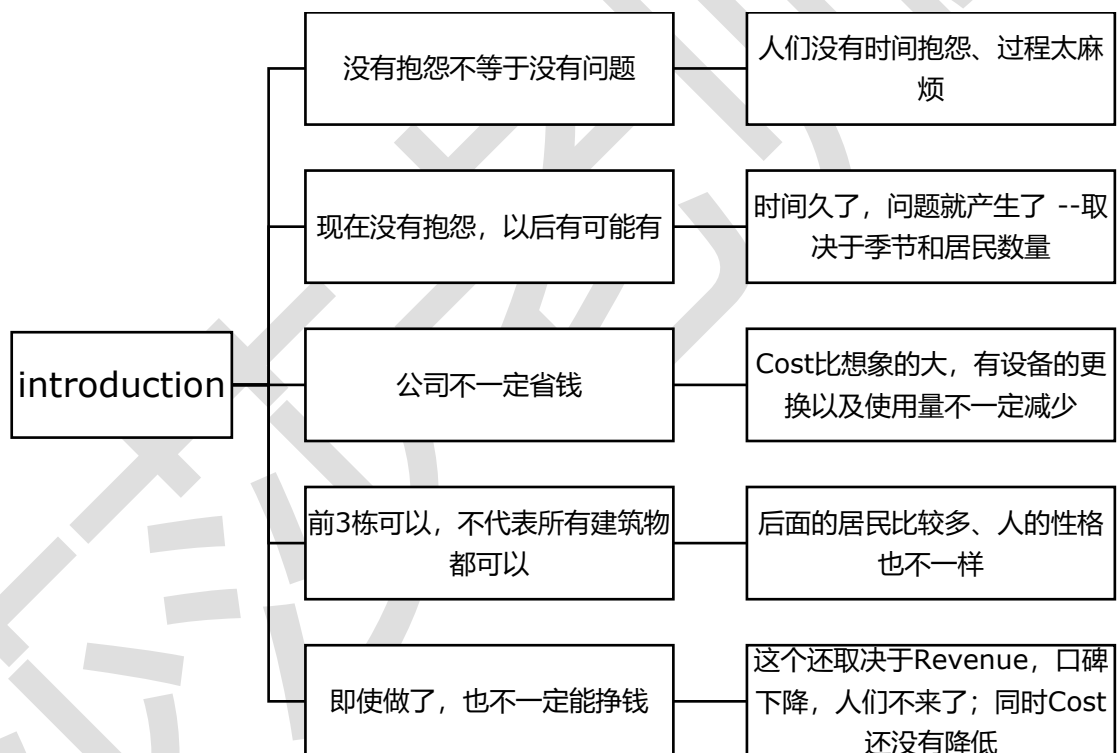 没有抱怨不等于没有问题
人们没有时间抱怨、过程太麻
烦
现在没有抱怨，以后有可能有
时间久了，问题就产生了 --取
决于季节和居民数量
introduction
公司不一定省钱
Cost比想象的大，有设备的更
换以及使用量不一定减少
前3栋可以，不代表所有建筑物
都可以
后面的居民比较多、人的性格
也不一样
即使做了，也不一定能挣钱
这个还取决于Revenue，口碑
下降，人们不来了；同时Cost
还没有降低